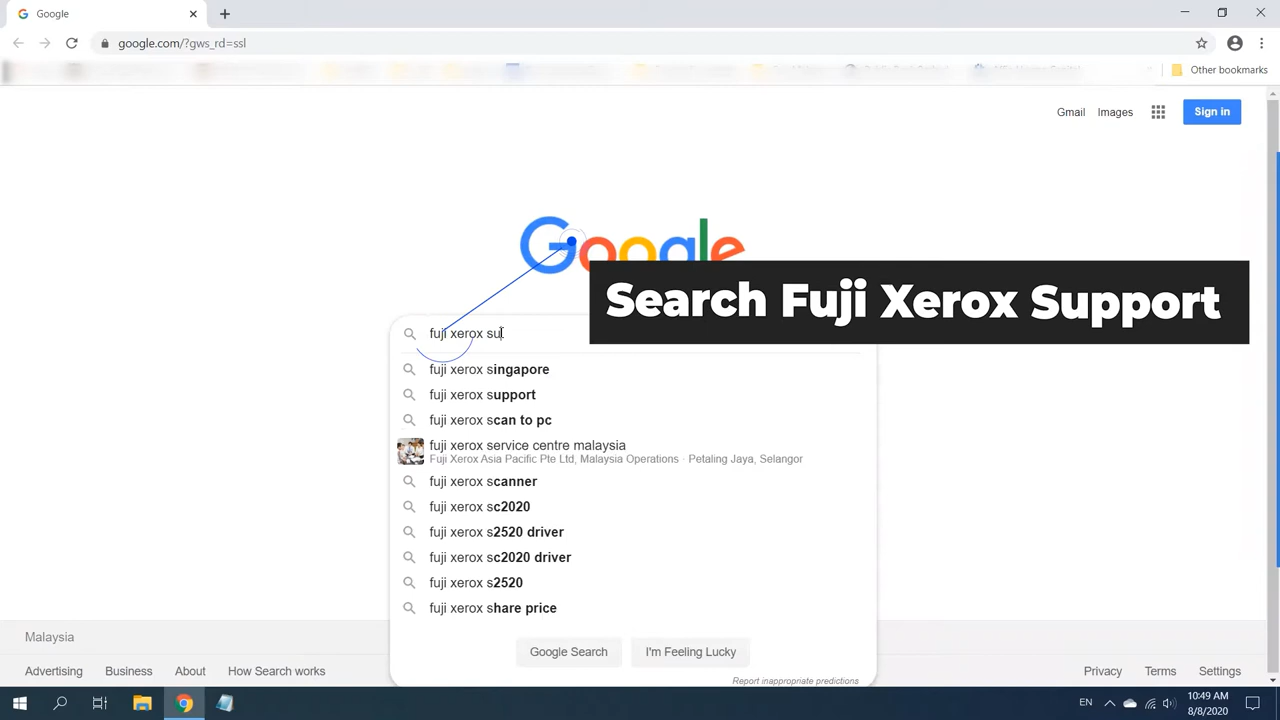 Google
google.com/?gws_rd=ssl
Other bookmarks
Gmail Images Sign in
Google
Search Fuji Xerox Support
fuji xerox su
fuji xerox singapore
fuji xerox support
fuji xerox scan to pc
fuji xerox service centre malaysia
Fuji Xerox Asia Pacific Pte Ltd, Malaysia Operations · Petaling Jaya, Selangor
fuji xerox scanner
fuji xerox sc2020
fuji xerox s2520 driver
fuji xerox sc2020 driver
fuji xerox s2520
fuji xerox share price
Google Search I'm Feeling Lucky
Report inappropriate predictions
Malaysia
Advertising Business About How Search works Privacy Terms Settings
EN 10:49 AM
8/8/2020